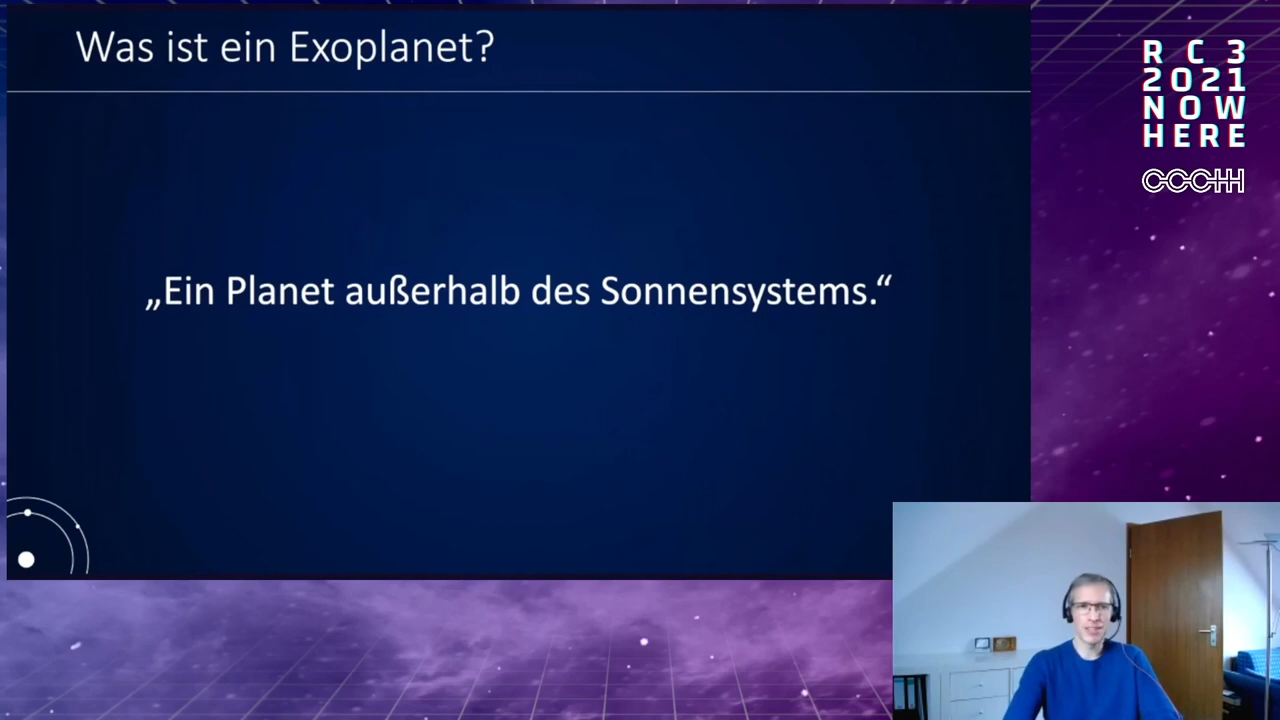 Was ist ein Exoplanet?
„Ein Planet außerhalb des Sonnensystems.“
R C 3
2021
NOW
HERE
CCCHH